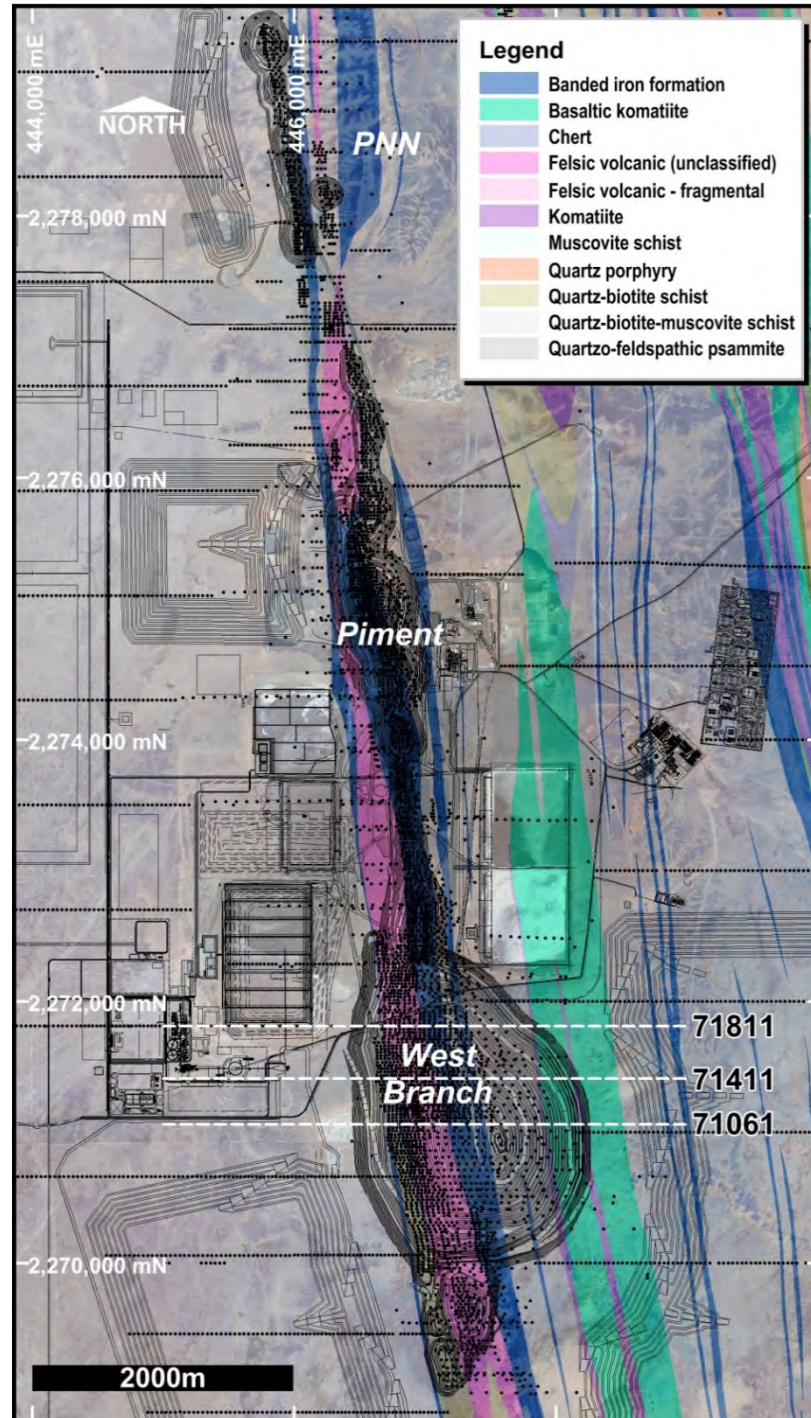 444,000 mE
446,000 mE
NORTH
PNN
Legend
Banded iron formation
Basaltic komatiite
Chert
Felsic volcanic (unclassified)
Felsic volcanic - fragmental
Komatiite
Muscovite schist
Quartz porphyry
Quartz-biotite schist
Quartz-biotite-muscovite schist
Quartzo-feldspathic psammite
2,278,000 mN
2,276,000 mN
Piment
2,274,000 mN
2,272,000 mN
71811
West
Branch
71411
71061
2,270,000 mN
2000m